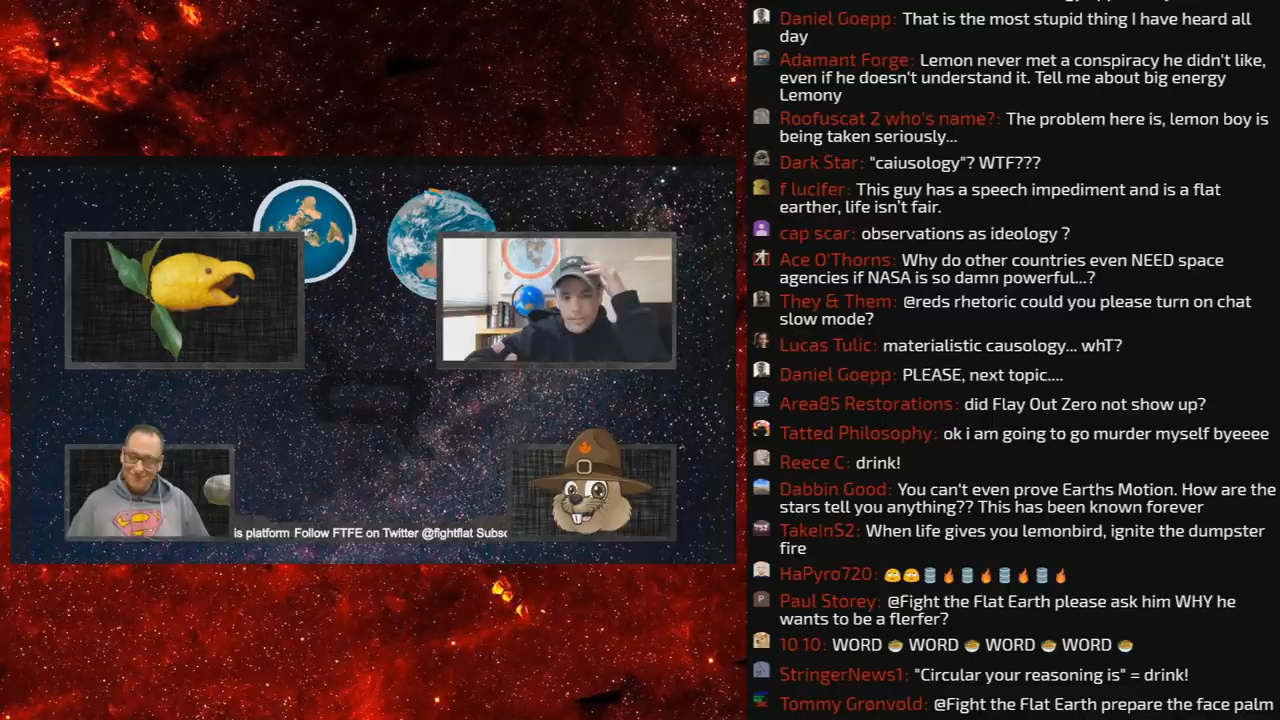 Daniel Goepp: That is the most stupid thing I have heard all
day
Adamant Forge: Lemon never met a conspiracy he didn't like,
even if he doesn't understand it. Tell me about big energy
Lemony
Roofuscat 2 who's name?: The problem here is, lemon boy is
being taken seriously...
Dark Star: "caiusology"? WTF???
f lucifer: This guy has a speech impediment and is a flat
earther, life isn't fair.
cap scar: observations as ideology ?
Ace O'Thorns: Why do other countries even NEED space
agencies if NASA is so damn powerful...?
They & Them: @reds rhetoric could you please turn on chat
slow mode?
Lucas Tulic: materialistic causology... whT?
Daniel Goepp: PLEASE, next topic....
Area85 Restorations: did Flay Out Zero not show up?
Tatted Philosophy: ok i am going to go murder myself byeeee
Reece C: drink!
Dabbin Good: You can't even prove Earths Motion. How are the
stars tell you anything?? This has been known forever
TakeInS2: When life gives you lemonbird, ignite the dumpster
fire
HaPyro720: 🙄🙄🛢🔥🛢🔥🛢🔥🛢🔥
Paul Storey: @Fight the Flat Earth please ask him WHY he
wants to be a flerfer?
10 10: WORD 🍲 WORD 🍲 WORD 🍲 WORD 🍲
StringerNews1: "Circular your reasoning is" = drink!
Tommy Grønvold: @Fight the Flat Earth prepare the face palm
is platform Follow FTFE on Twitter @fightflat Subsc